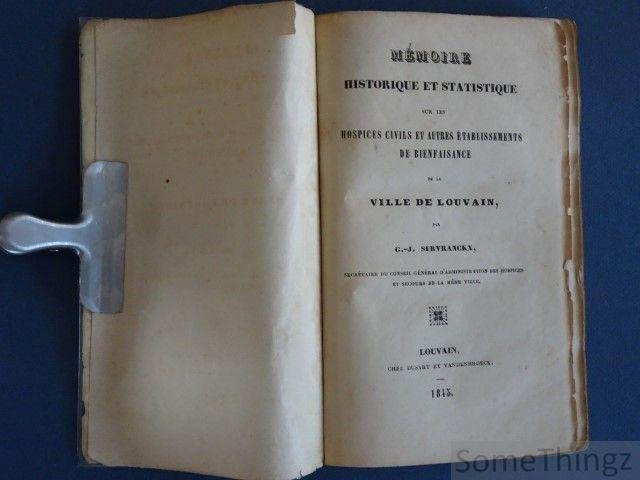 MÉMOIRE
HISTORIQUE ET STATISTIQUE
SUR LES
HOSPICES CIVILS ET AUTRES ÉTABLISSEMENTS
DE BIENFAISANCE
DE LA
VILLE DE LOUVAIN,
PAR
G.-J. SERVRANCKX,
SECRÉTAIRE DU CONSEIL GÉNÉRAL D'ADMINISTRATION DES HOSPICES
ET SECOURS DE LA MÊME VILLE.
LOUVAIN,
CHEZ DUSART ET VANDENBROECK.
1843.
SomeThingz